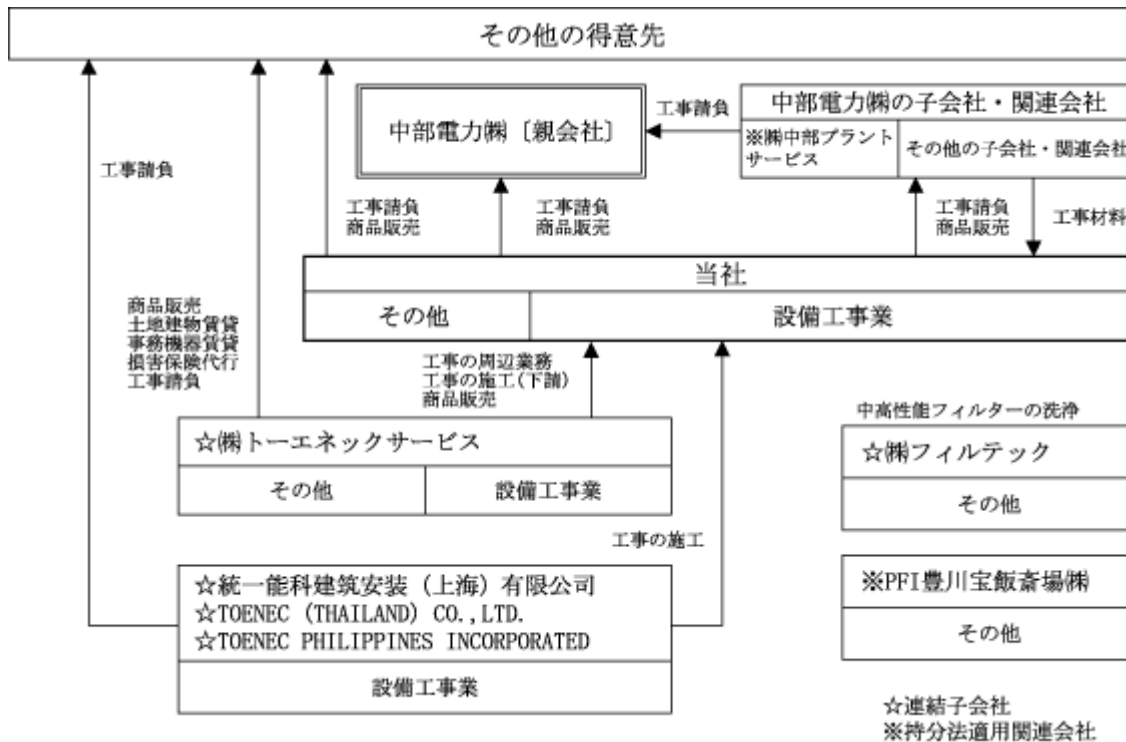 その他の得意先
中部電力㈱〔親会社〕
工事請負
中部電力㈱の子会社・関連会社
※㈱中部プラント
サービス
その他の子会社・関連会社
工事請負
工事請負
商品販売
工事請負
商品販売
工事請負
商品販売
工事材料
当社
その他
設備工事業
商品販売
土地建物賃貸
事務機器賃貸
損害保険代行
工事請負
工事の周辺業務
工事の施工(下請)
商品販売
☆㈱トーエネックサービス
その他
設備工事業
中高性能フィルターの洗浄
☆㈱フィルテック
その他
工事の施工
☆統一能科建筑安装（上海）有限公司
☆TOENEC (THAILAND) CO.,LTD.
☆TOENEC PHILIPPINES INCORPORATED
設備工事業
※PFI豊川宝飯斎場㈱
その他
☆連結子会社
※持分法適用関連会社